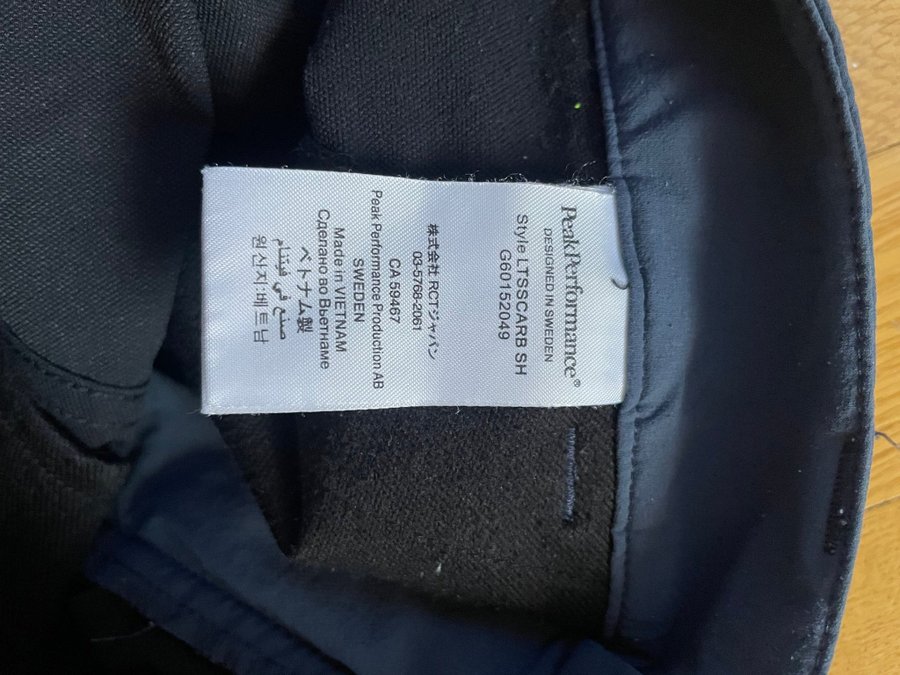 PeakPerformance®
DESIGNED IN SWEDEN
Style LTSSCARB SH
G60152049
株式会社 RCTジャパン
03-5768-2061
CA 59467
Peak Performance Production AB
SWEDEN
Made in VIETNAM
Сделано во Вьетнаме
ベトナム製
صنع في فيتنام
원산지:베트남